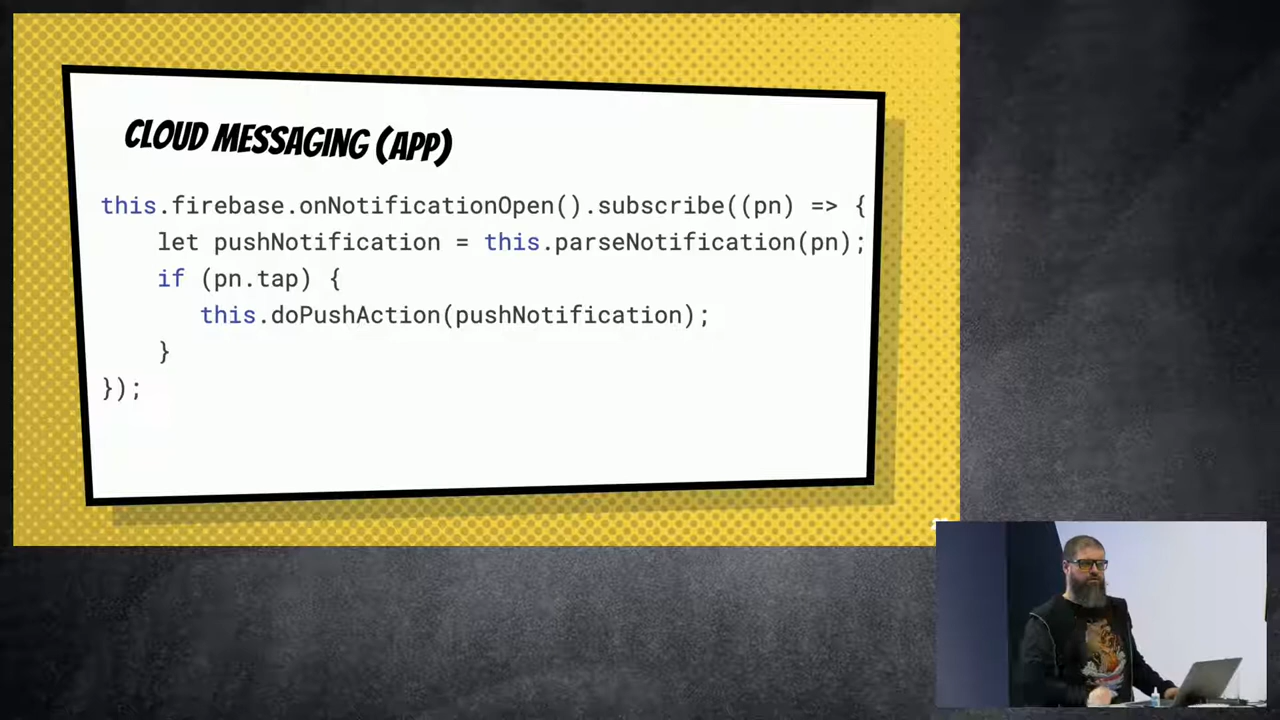 CLOUD MESSAGING (APP)
this.firebase.onNotificationOpen().subscribe((pn) => {
    let pushNotification = this.parseNotification(pn);
    if (pn.tap) {
       this.doPushAction(pushNotification);
    }
});